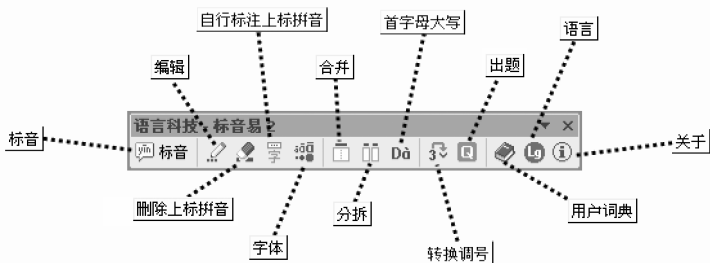 自行标注上标拼音
首字母大写
语言
编辑
合并
出题
标音
语言科技 - 标音易 2
yīn 标音
字
āāā
Dà
3
Q
Lg
i
关于
删除上标拼音
字体
分拆
转换调号
用户词典